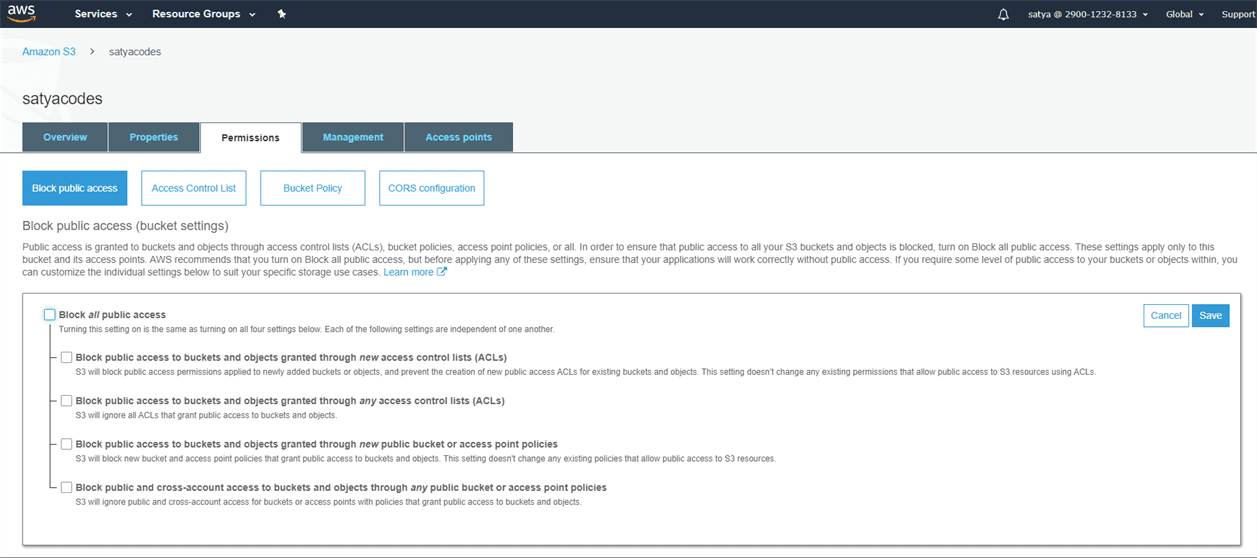 aws Services Resource Groups satya @ 2900-1232-8133 Global Support
Amazon S3 > satyacodes
satyacodes
Overview Properties Permissions Management Access points
Block public access Access Control List Bucket Policy CORS configuration
Block public access (bucket settings)
Public access is granted to buckets and objects through access control lists (ACLs), bucket policies, access point policies, or all. In order to ensure that public access to all your S3 buckets and objects is blocked, turn on Block all public access. These settings apply only to this
bucket and its access points. AWS recommends that you turn on Block all public access, but before applying any of these settings, ensure that your applications will work correctly without public access. If you require some level of public access to your buckets or objects within, you
can customize the individual settings below to suit your specific storage use cases. Learn more
Block all public access Cancel Save
Turning this setting on is the same as turning on all four settings below. Each of the following settings are independent of one another.
Block public access to buckets and objects granted through new access control lists (ACLs)
S3 will block public access permissions applied to newly added buckets or objects, and prevent the creation of new public access ACLs for existing buckets and objects. This setting doesn't change any existing permissions that allow public access to S3 resources using ACLs.
Block public access to buckets and objects granted through any access control lists (ACLs)
S3 will ignore all ACLs that grant public access to buckets and objects.
Block public access to buckets and objects granted through new public bucket or access point policies
S3 will block new bucket and access point policies that grant public access to buckets and objects. This setting doesn't change any existing policies that allow public access to S3 resources.
Block public and cross-account access to buckets and objects through any public bucket or access point policies
S3 will ignore public and cross-account access for buckets or access points with policies that grant public access to buckets and objects.